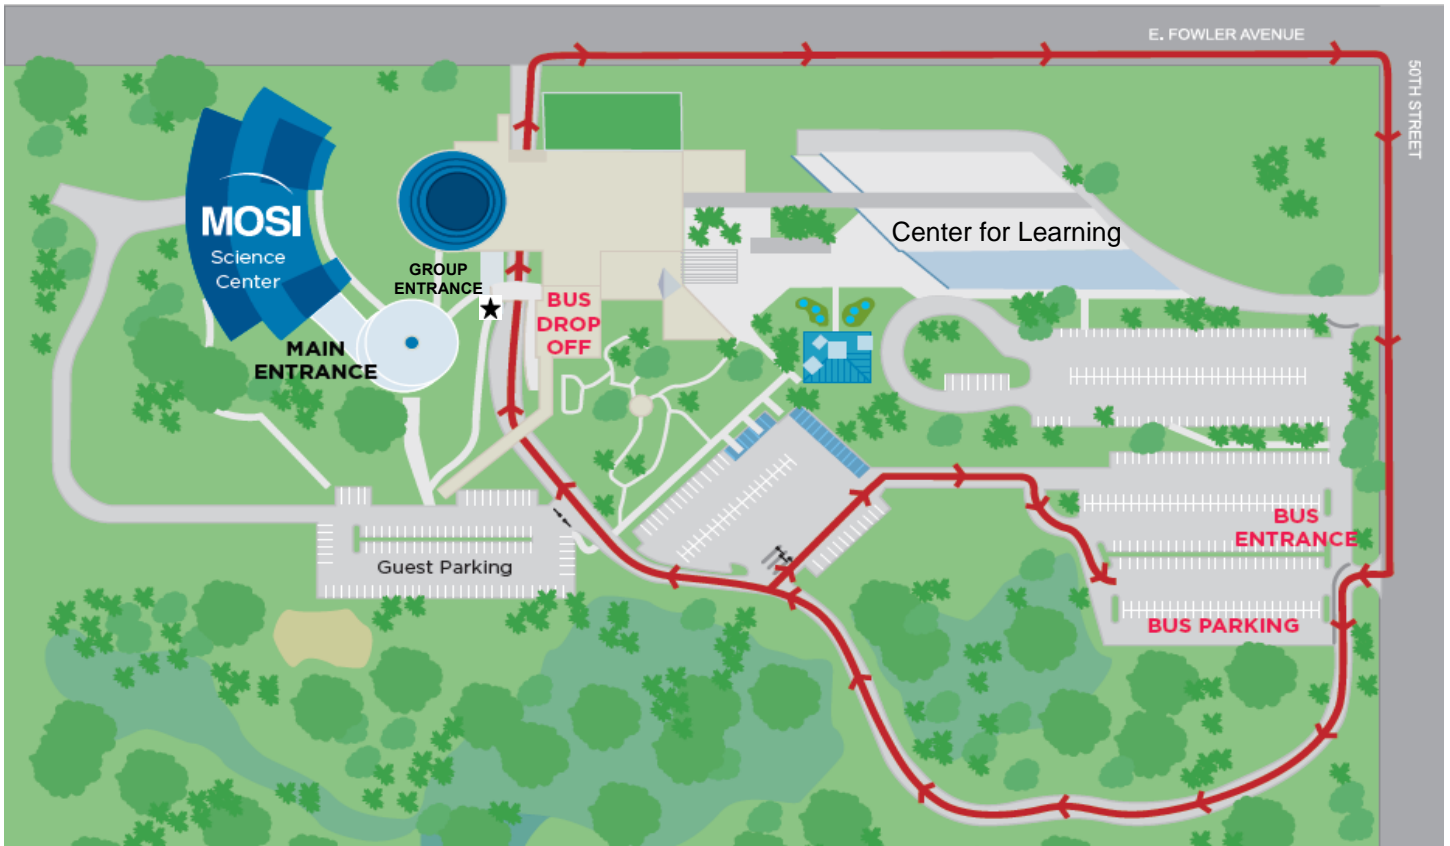 E. FOWLER AVENUE
50TH STREET
MOSI
Science
Center
GROUP
ENTRANCE
Center for Learning
BUS
DROP
OFF
MAIN
ENTRANCE
BUS
ENTRANCE
Guest Parking
BUS PARKING